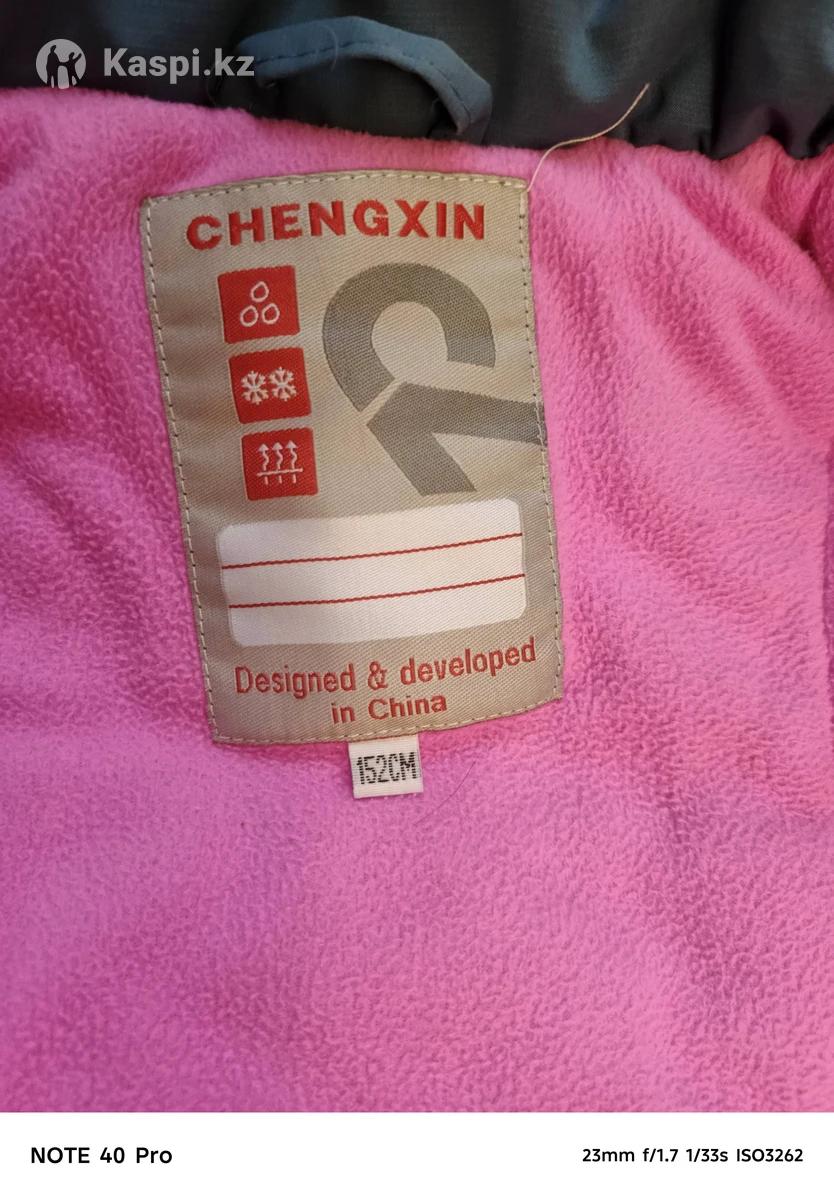 Kaspi.kz
CHENGXIN
Designed & developed
in China
152CM
NOTE 40 Pro
23mm f/1.7 1/33s ISO3262